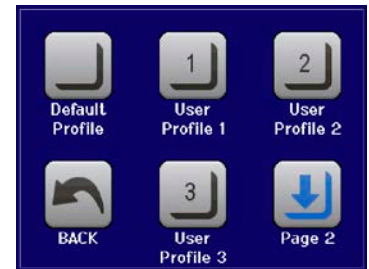 1
2
Default
Profile
User
Profile 1
User
Profile 2
3
BACK
User
Profile 3
Page 2